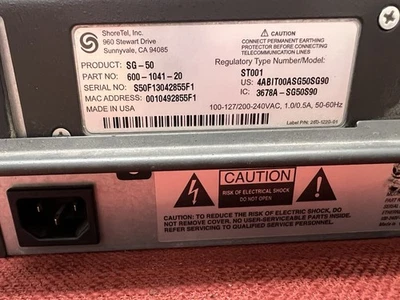 ShoreTel, Inc.
960 Stewart Drive
Sunnyvale, CA 94085
CAUTION
CONNECT PERMANENT EARTHING
PROTECTOR BEFORE CONNECTING
TELECOMMUNICATION LINES
PRODUCT: SG-50
PART NUMBER: 600-1041-20
SERIAL NUMBER: S50F13042855F1
MAC ADDRESS: 0010492855F1
MADE IN USA
Regulatory Type Number/Model:
ST001
US: 4ABIT00ASG50SG90
IC: 3678A-SG50S90
100-127/200-240VAC, 1.0/0.5A, 50-60Hz
CAUTION
RISK OF ELECTRICAL SHOCK
DO NOT OPEN
CAUTION: TO REDUCE THE RISK OF ELECTRIC SHOCK, DO
NOT REMOVE COVER. NO USER-SERVICEABLE PARTS INSIDE.
REFER SERVICING TO QUALIFIED SERVICE PERSONNEL.